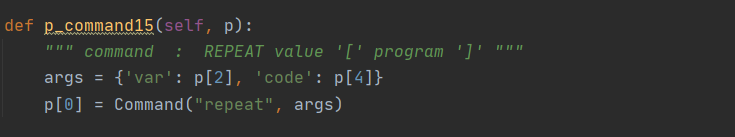 def p_command15(self, p):
    """ command  :  REPEAT value '[' program ']' """
    args = {'var': p[2], 'code': p[4]}
    p[0] = Command("repeat", args)